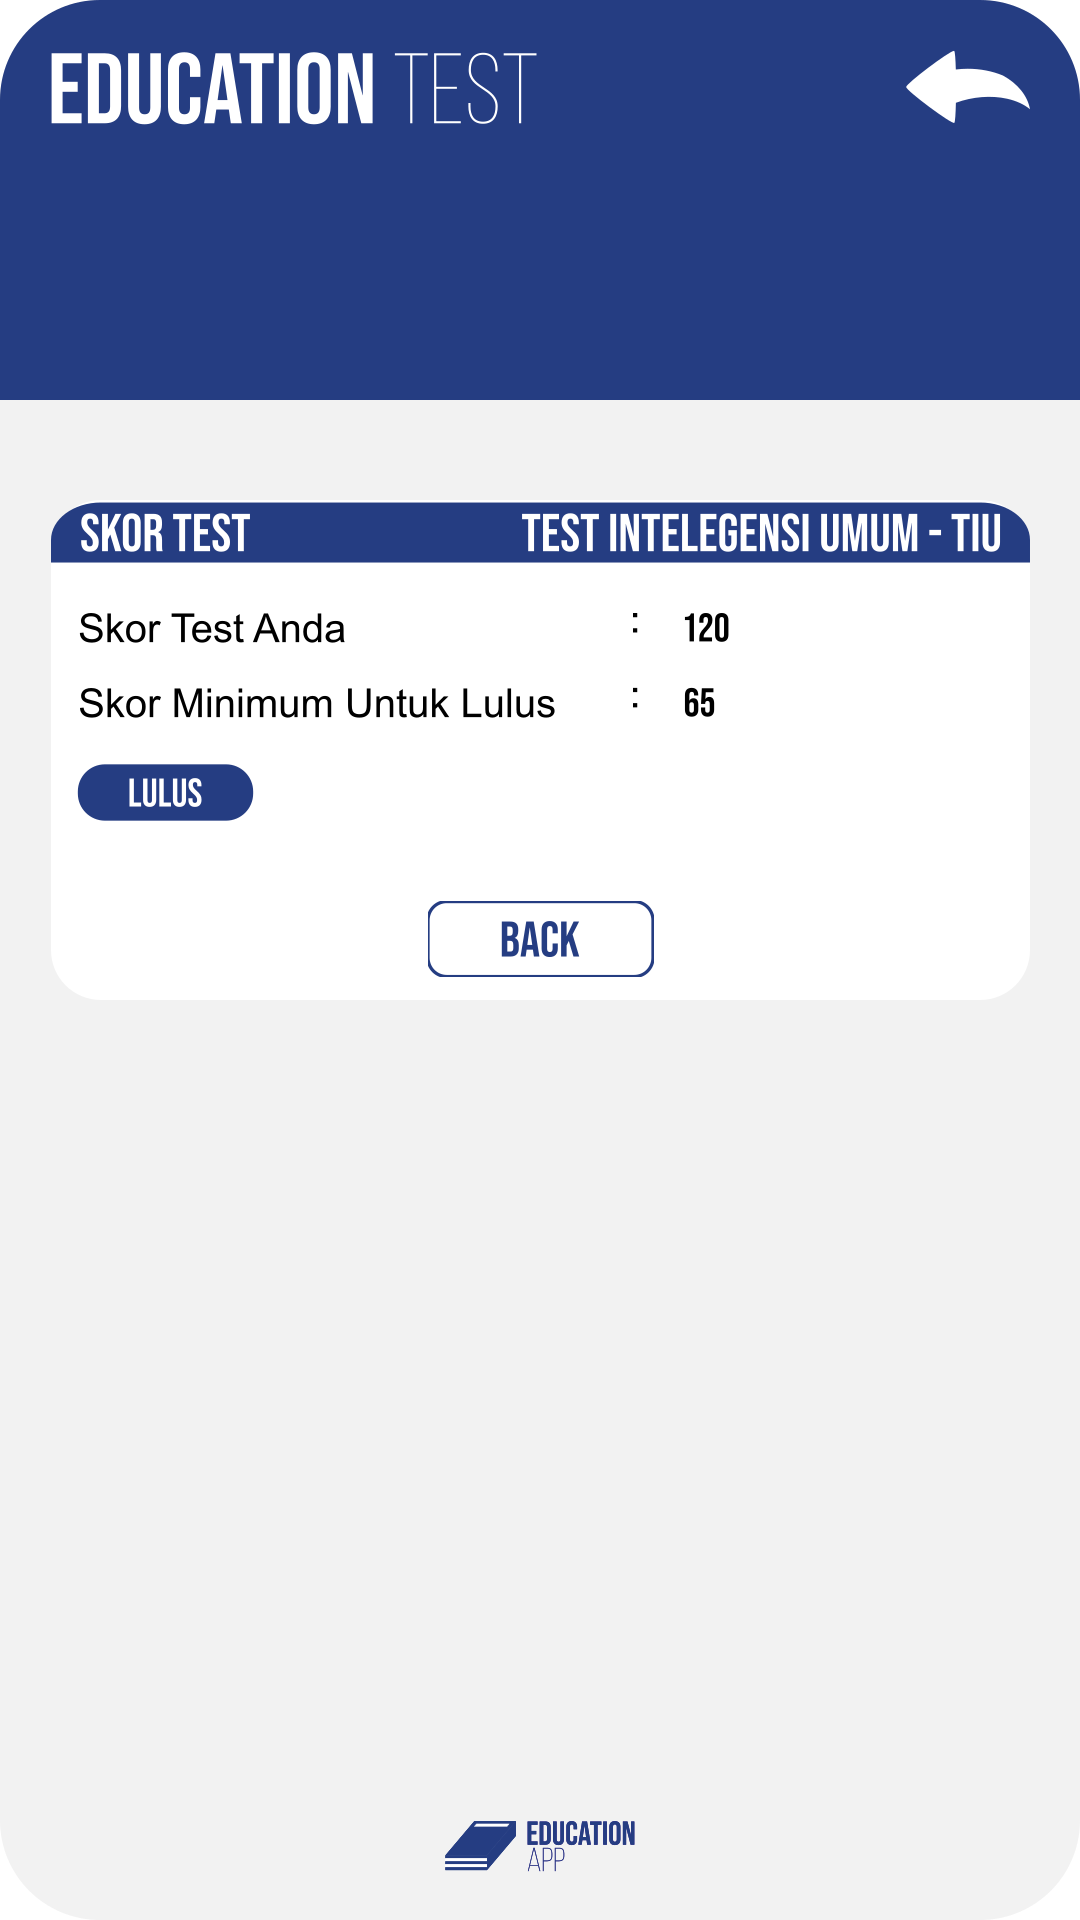 EDUCATION TEST
SKOR TEST TEST INTELEGENSI UMUM - TIU
Skor Test Anda : 120
Skor Minimum Untuk Lulus : 65
LULUS
BACK
EDUCATION
APP